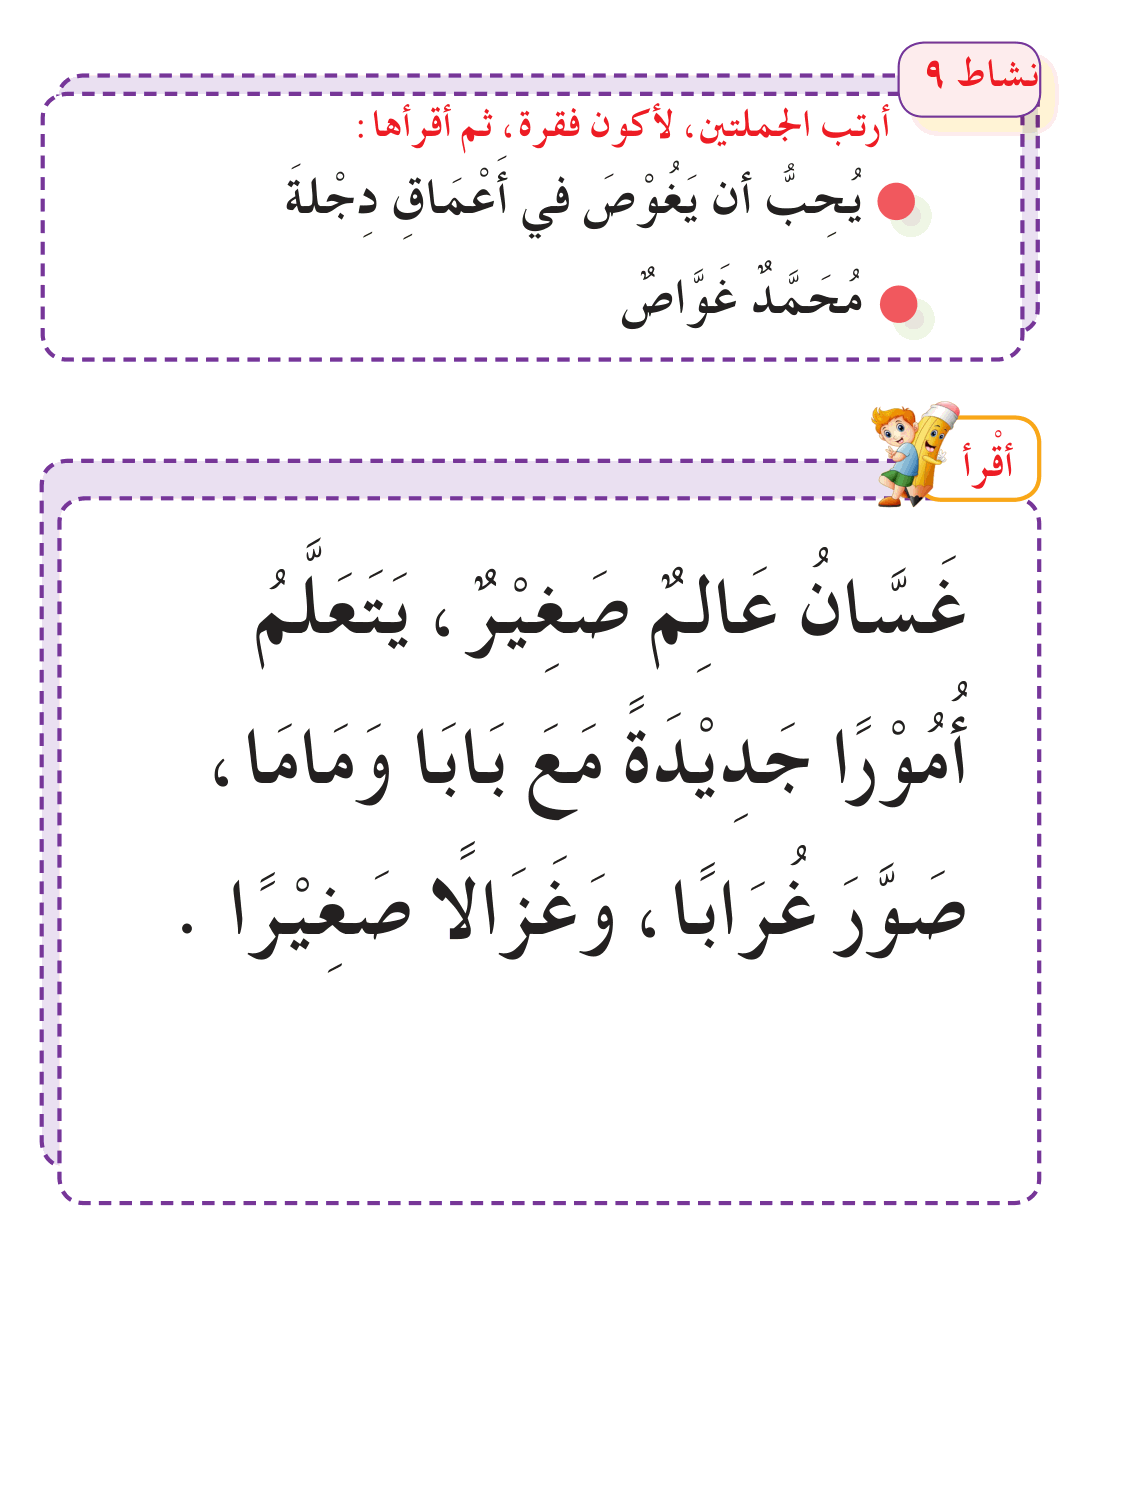 نشاط ٩
أرتب الجملتين، لأكون فقرة، ثم أقرأها:
يُحِبُّ أن يَغُوْصَ في أَعْمَاقِ دِجْلةَ
مُحَمَّدٌ غَوَّاصٌ
أقْرأ
غَسَّانُ عَالِمٌ صَغِيْرٌ، يَتَعَلَّمُ
أُمُوْرًا جَدِيْدَةً مَعَ بَابَا وَمَامَا،
صَوَّرَ غُرَابًا، وَغَزَالًا صَغِيْرًا .